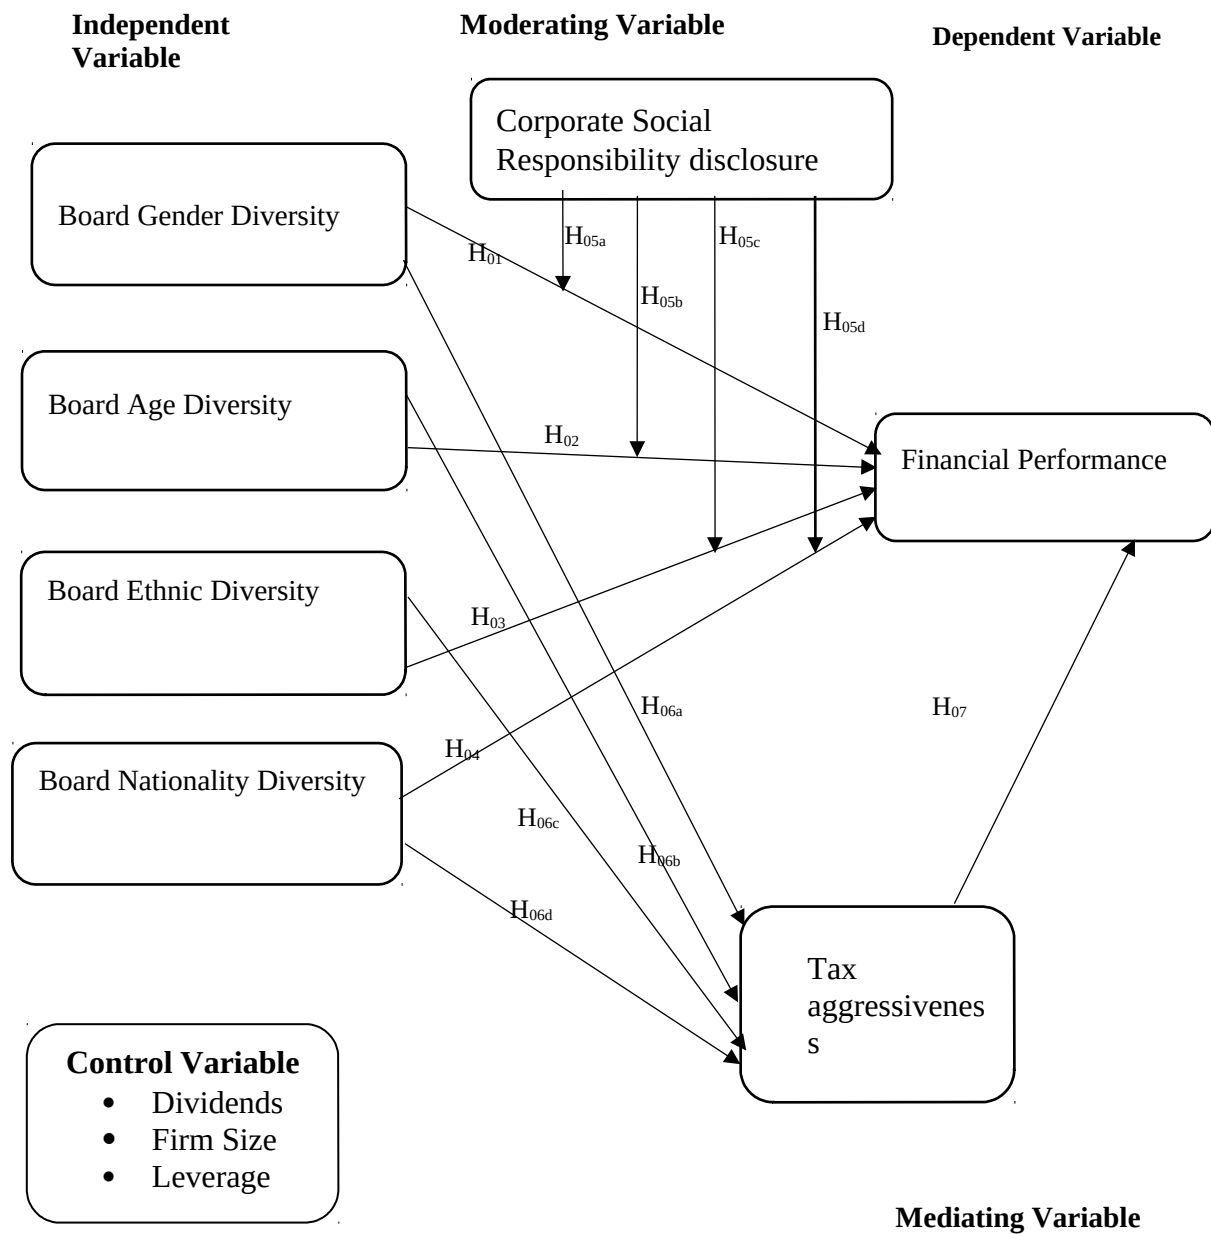 Independent
Variable
Moderating Variable
Dependent Variable
Corporate Social
Responsibility disclosure
Board Gender Diversity
H05a
H05c
H01
H05b
H05d
Board Age Diversity
H02
Financial Performance
Board Ethnic Diversity
H03
H06a
H07
H04
Board Nationality Diversity
H06c
H06b
H06d
Tax
aggressivenes
s
Control Variable
• Dividends
• Firm Size
• Leverage
Mediating Variable